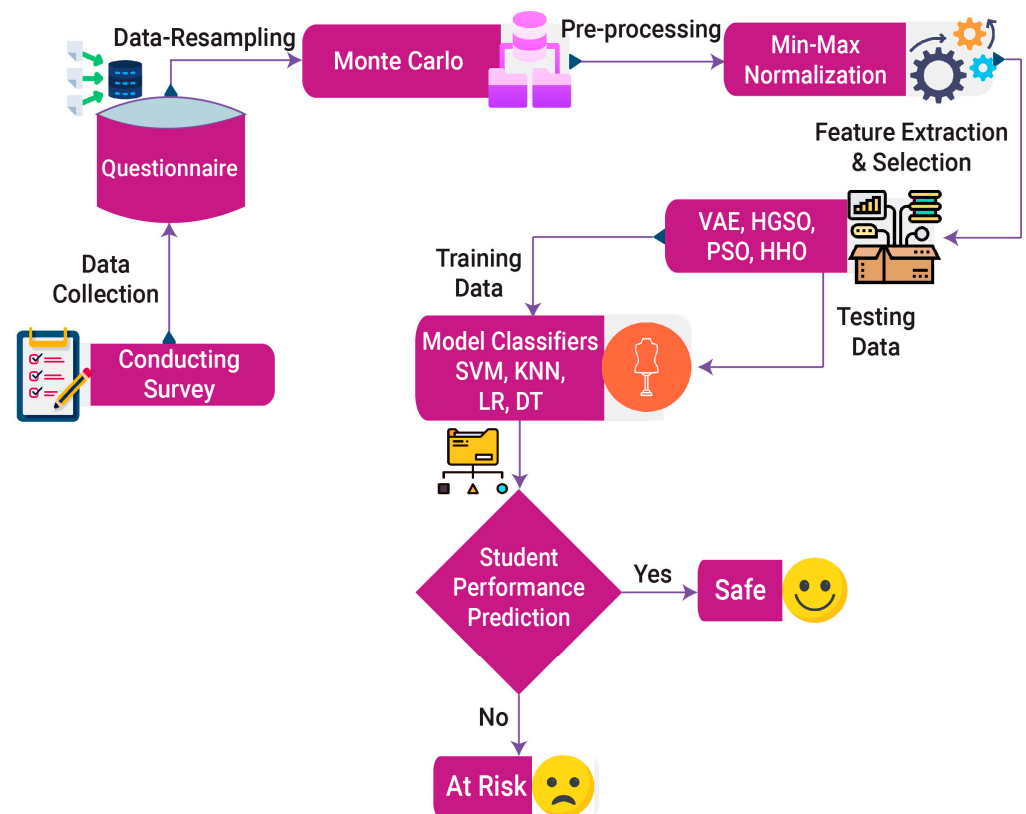 Data-Resampling
Monte Carlo
Pre-processing
Min-Max
Normalization
Questionnaire
Feature Extraction
& Selection
VAE, HGSO,
PSO, HHO
Data
Collection
Training
Data
Testing
Data
Conducting
Survey
Model Classifiers
SVM, KNN,
LR, DT
Student
Performance
Prediction
Yes
Safe
No
At Risk